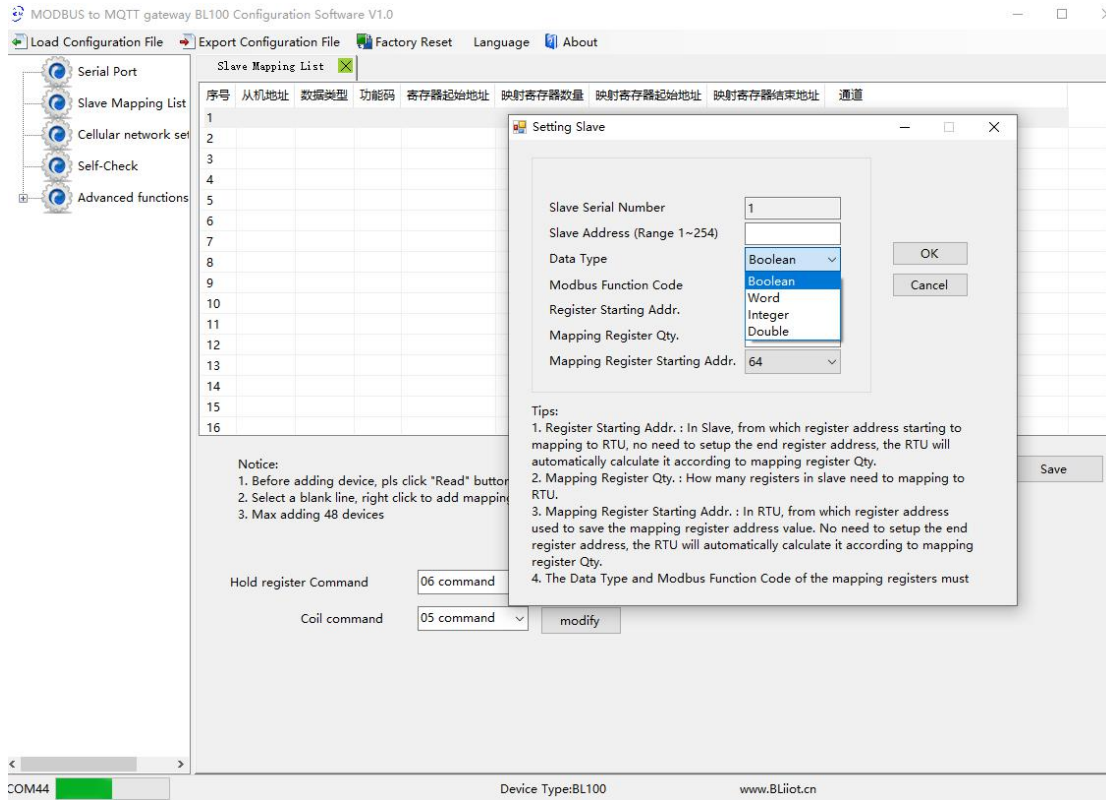 MODBUS to MQTT gateway BL100 Configuration Software V1.0
Load Configuration File Export Configuration File Factory Reset Language About
Serial Port
Slave Mapping List
Cellular network set
Self-Check
Advanced functions
Slave Mapping List
序号 从机地址 数据类型 功能码 寄存器起始地址 映射寄存器数量 映射寄存器起始地址 映射寄存器结束地址 通道
1
2
3
4
5
6
7
8
9
10
11
12
13
14
15
16
Notice:
1. Before adding device, pls click "Read" button
2. Select a blank line, right click to add mapping
3. Max adding 48 devices
Hold register Command 06 command
Coil command 05 command modify
Save
Setting Slave
Slave Serial Number 1
Slave Address (Range 1~254)
Data Type Boolean
Boolean
Word
Integer
Double
Modbus Function Code
Register Starting Addr.
Mapping Register Qty.
Mapping Register Starting Addr. 64
OK
Cancel
Tips:
1. Register Starting Addr. : In Slave, from which register address starting to
mapping to RTU, no need to setup the end register address, the RTU will
automatically calculate it according to mapping register Qty.
2. Mapping Register Qty. : How many registers in slave need to mapping to
RTU.
3. Mapping Register Starting Addr. : In RTU, from which register address
used to save the mapping register address value. No need to setup the end
register address, the RTU will automatically calculate it according to mapping
register Qty.
4. The Data Type and Modbus Function Code of the mapping registers must
COM44 Device Type:BL100 www.BLiiot.cn